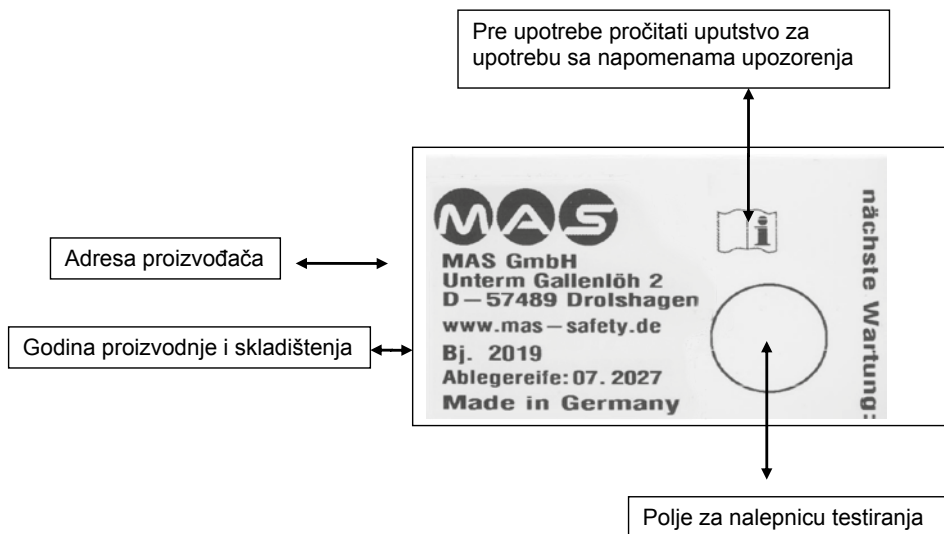 Pre upotrebe pročitati uputstvo za
upotrebu sa napomenama upozorenja
MAS
MAS GmbH
Unterm Gallenlöh 2
D–57489 Drolshagen
www.mas–safety.de
Bj. 2019
Ablegereife: 07. 2027
Made in Germany
i
nächste Wartung:
Adresa proizvođača
Godina proizvodnje i skladištenja
Polje za nalepnicu testiranja